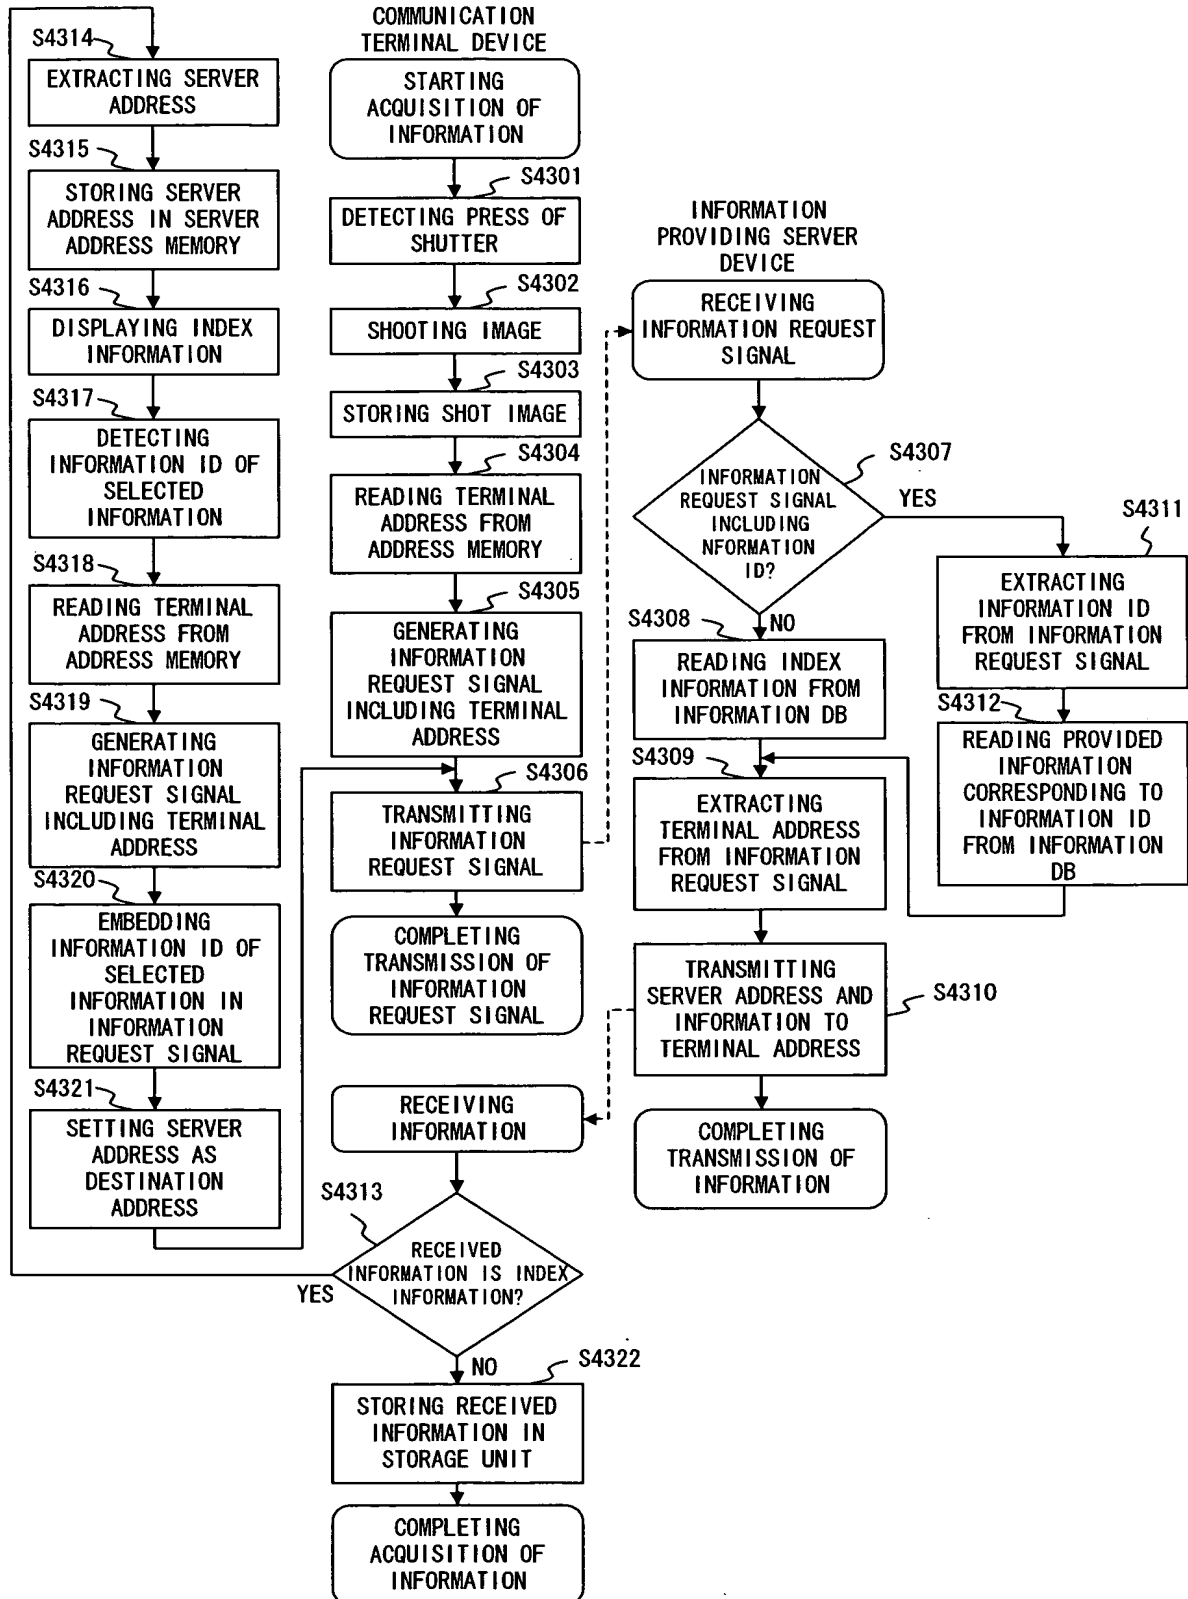 S4314
EXTRACTING SERVER
ADDRESS
S4315
STORING SERVER
ADDRESS IN SERVER
ADDRESS MEMORY
S4316
DISPLAYING INDEX
INFORMATION
S4317
DETECTING
INFORMATION ID OF
SELECTED
INFORMATION
S4318
READING TERMINAL
ADDRESS FROM
ADDRESS MEMORY
S4319
GENERATING
INFORMATION
REQUEST SIGNAL
INCLUDING TERMINAL
ADDRESS
S4320
EMBEDDING
INFORMATION ID OF
SELECTED
INFORMATION IN
INFORMATION
REQUEST SIGNAL
S4321
SETTING SERVER
ADDRESS AS
DESTINATION
ADDRESS
COMMUNICATION
TERMINAL DEVICE
STARTING
ACQUISITION OF
INFORMATION
S4301
DETECTING PRESS OF
SHUTTER
S4302
SHOOTING IMAGE
S4303
STORING SHOT IMAGE
S4304
READING TERMINAL
ADDRESS FROM
ADDRESS MEMORY
S4305
GENERATING
INFORMATION
REQUEST SIGNAL
INCLUDING TERMINAL
ADDRESS
S4306
TRANSMITTING
INFORMATION
REQUEST SIGNAL
COMPLETING
TRANSMISSION OF
INFORMATION
REQUEST SIGNAL
RECEIVING
INFORMATION
S4313
RECEIVED
INFORMATION IS INDEX
INFORMATION?
YES
NO
S4322
STORING RECEIVED
INFORMATION IN
STORAGE UNIT
COMPLETING
ACQUISITION OF
INFORMATION
INFORMATION
PROVIDING SERVER
DEVICE
RECEIVING
INFORMATION REQUEST
SIGNAL
S4307
INFORMATION
REQUEST SIGNAL
INCLUDING
NFORMATION
ID?
YES
NO
S4308
READING INDEX
INFORMATION FROM
INFORMATION DB
S4309
EXTRACTING
TERMINAL ADDRESS
FROM INFORMATION
REQUEST SIGNAL
S4310
TRANSMITTING
SERVER ADDRESS AND
INFORMATION TO
TERMINAL ADDRESS
COMPLETING
TRANSMISSION OF
INFORMATION
S4311
EXTRACTING
INFORMATION ID
FROM INFORMATION
REQUEST SIGNAL
S4312
READING PROVIDED
INFORMATION
CORRESPONDING TO
INFORMATION ID
FROM INFORMATION
DB